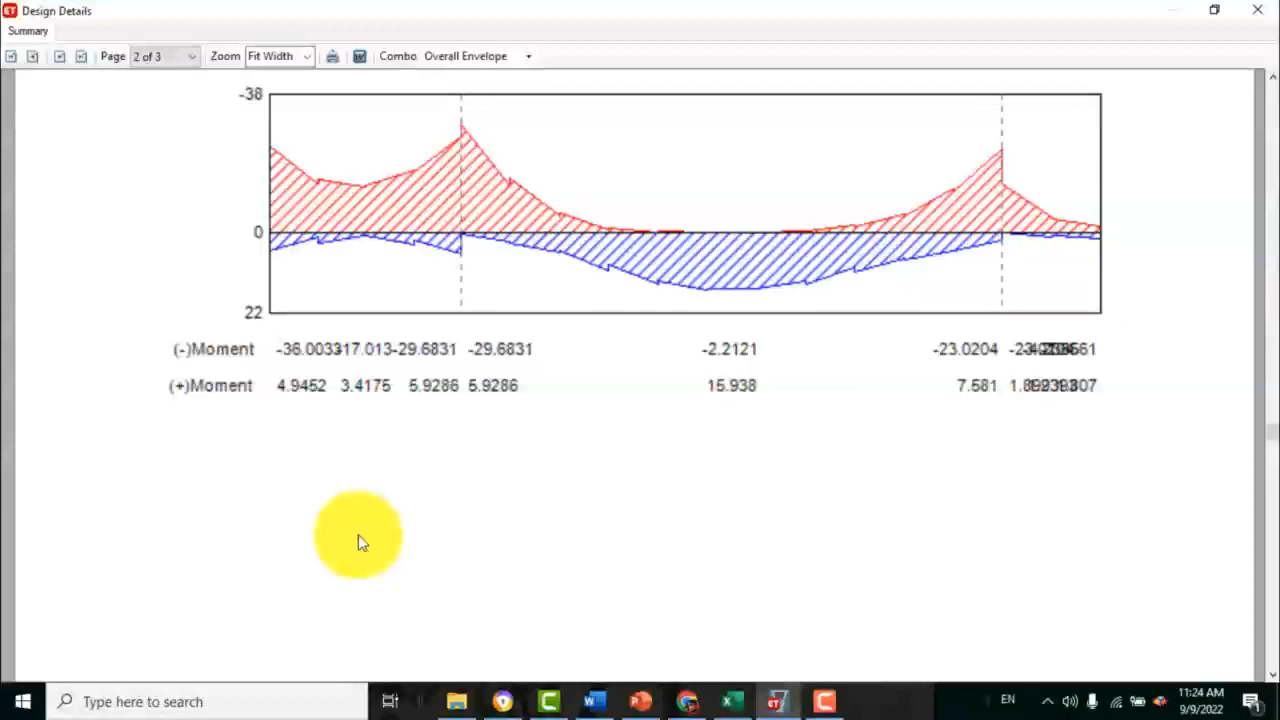 Design Details
Summary
Page 2 of 3 Zoom Fit Width Combo Overall Envelope
-38
0
22
(-)Moment -36.0033 -17.013 -29.6831 -29.6831 -2.2121 -23.0204
(+)Moment 4.9452 3.4175 5.9286 5.9286 15.938 7.581
Type here to search
EN
11:24 AM
9/9/2022